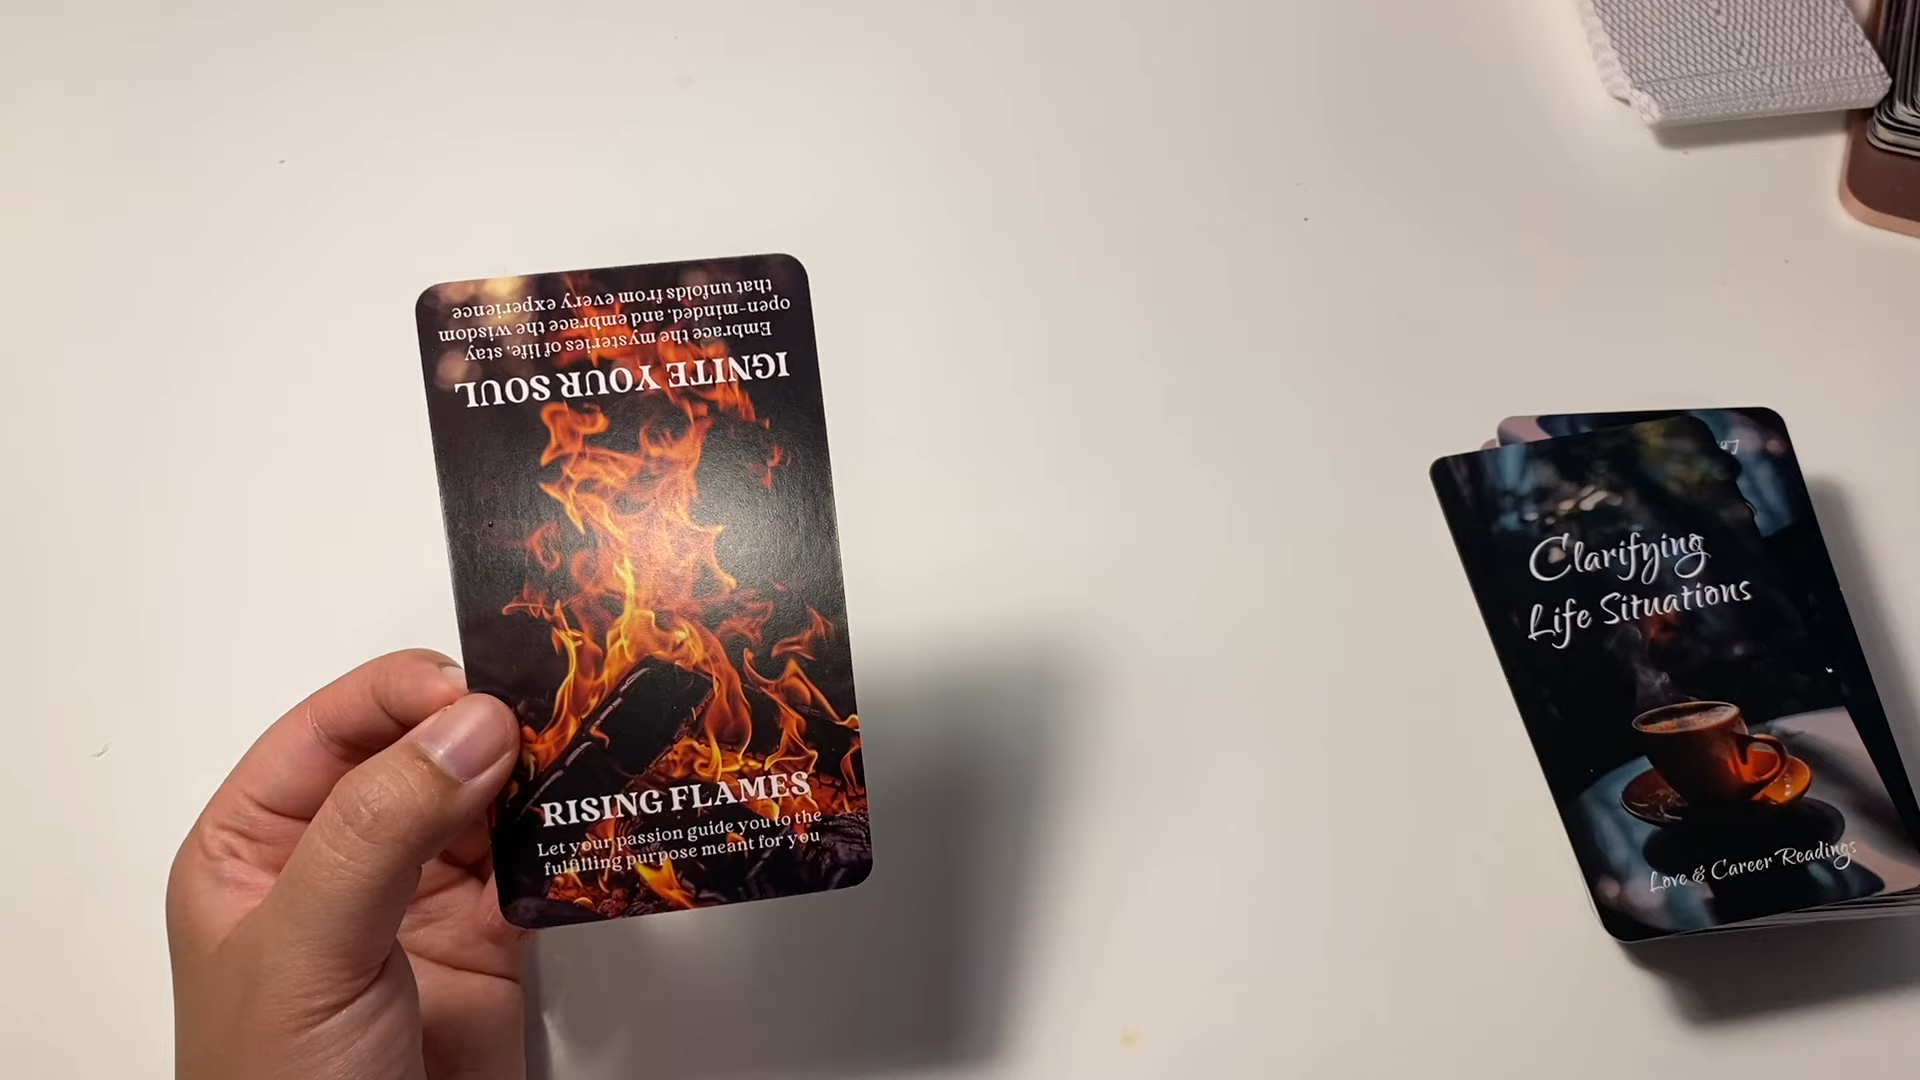 Embrace the mysteries of life, stay
open-minded, and embrace the wisdom
that unfolds from every experience
IGNITE YOUR SOUL
RISING FLAMES
Let your passion guide you to the
fulfilling purpose meant for you
Clarifying
Life Situations
Love & Career Readings